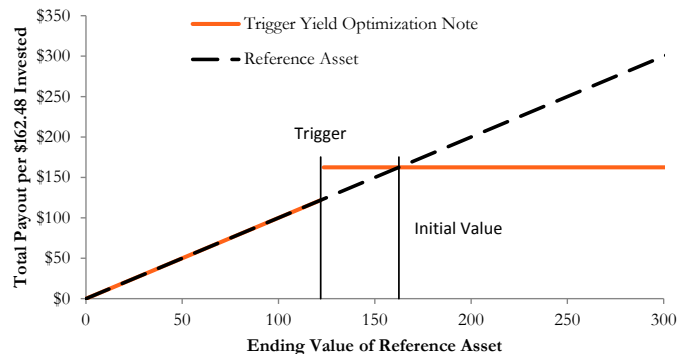 Trigger Yield Optimization Note
Reference Asset
Total Payout per $162.48 Invested
$350
$300
$250
$200
$150
$100
$50
$0
Trigger
Initial Value
0 50 100 150 200 250 300
Ending Value of Reference Asset